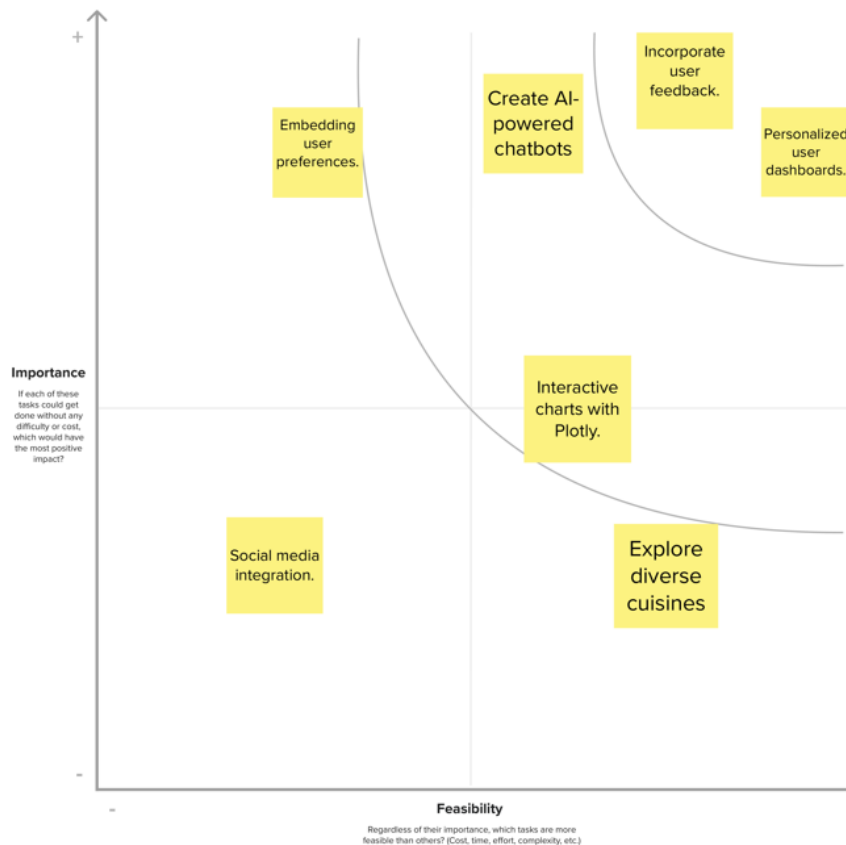 +
Incorporate
user
feedback.
Create AI-
powered
chatbots
Embedding
user
preferences.
Personalized
user
dashboards.
Importance
If each of these
tasks could get
done without any
difficulty or cost,
which would have
the most positive
impact?
Interactive
charts with
Plotly.
Social media
integration.
Explore
diverse
cuisines
-
-
Feasibility
Regardless of their importance, which tasks are more
feasible than others? (Cost, time, effort, complexity, etc.)